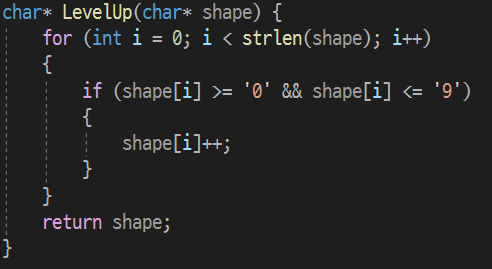 char* LevelUp(char* shape) {
    for (int i = 0; i < strlen(shape); i++)
    {
        if (shape[i] >= '0' && shape[i] <= '9')
        {
            shape[i]++;
        }
    }
    return shape;
}